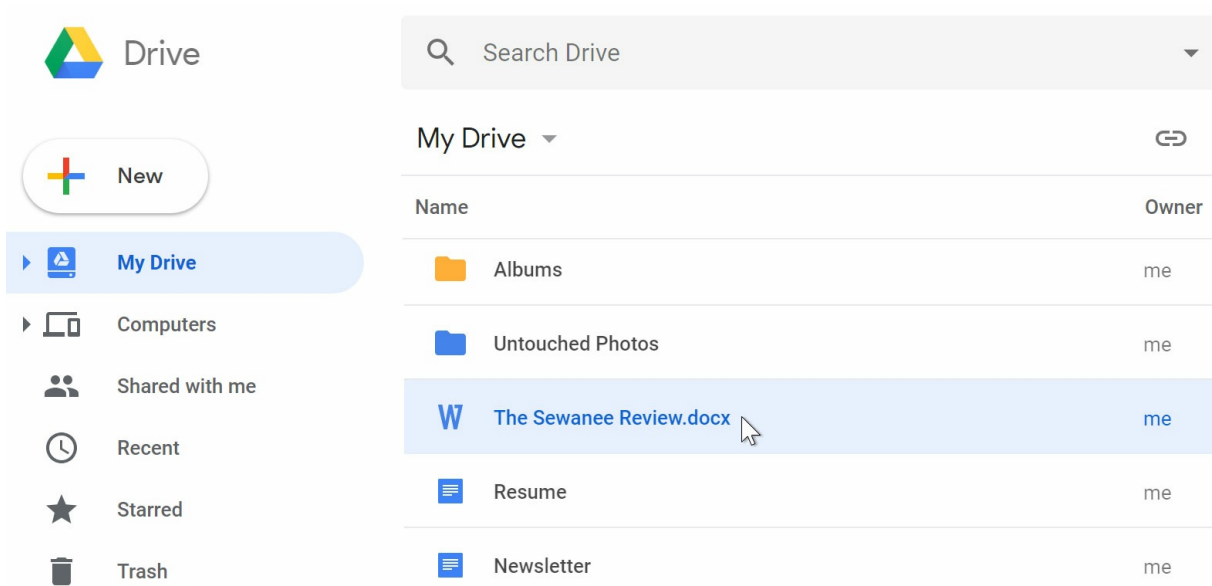 Drive
Search Drive
New
My Drive
Computers
Shared with me
Recent
Starred
Trash
My Drive
Name Owner
Albums me
Untouched Photos me
W The Sewanee Review.docx me
Resume me
Newsletter me